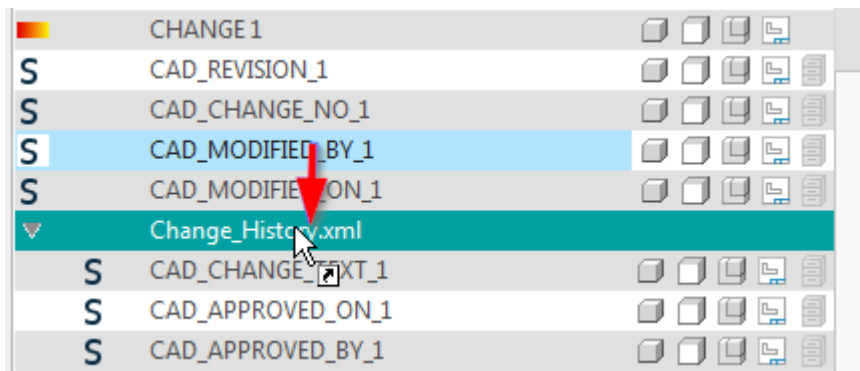 CHANGE 1
S CAD_REVISION_1
S CAD_CHANGE_NO_1
S CAD_MODIFIED_BY_1
S CAD_MODIFIED_ON_1
Change_History.xml
S CAD_CHANGE_TEXT_1
S CAD_APPROVED_ON_1
S CAD_APPROVED_BY_1